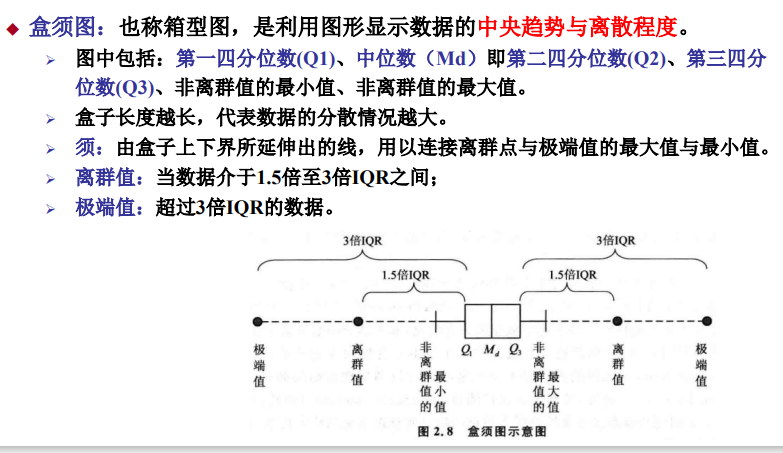 盒须图：也称箱型图，是利用图形显示数据的中央趋势与离散程度。
图中包括：第一四分位数(Q1)、中位数（Md）即第二四分位数(Q2)、第三四分
位数(Q3)、非离群值的最小值、非离群值的最大值。
盒子长度越长，代表数据的分散情况越大。
须：由盒子上下界所延伸出的线，用以连接离群点与极端值的最大值与最小值。
离群值：当数据介于1.5倍至3倍IQR之间；
极端值：超过3倍IQR的数据。
3倍IQR
3倍IQR
1.5倍IQR
1.5倍IQR
极端值
离群值
非离群值的最小值
Q₁ M_d Q₃
非离群值的最大值
离群值
极端值
图 2.8 盒须图示意图